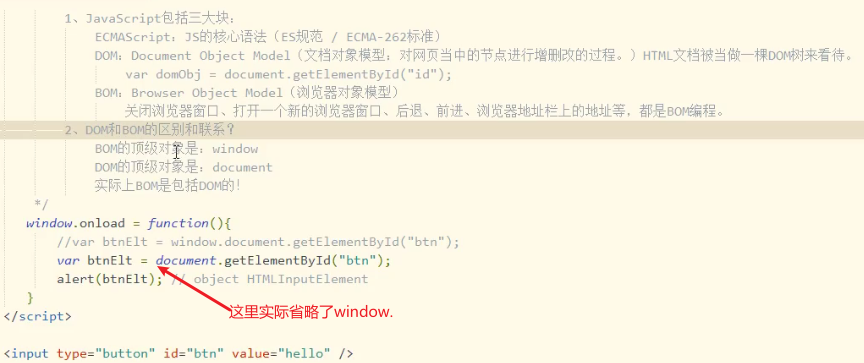 1、JavaScript包括三大块：
ECMAScript：JS的核心语法（ES规范 / ECMA-262标准）
DOM：Document Object Model（文档对象模型：对网页当中的节点进行增删改的过程。）HTML文档被当做一棵DOM树来看待。
var domObj = document.getElementById("id");
BOM：Browser Object Model（浏览器对象模型）
关闭浏览器窗口、打开一个新的浏览器窗口、后退、前进、浏览器地址栏上的地址等，都是BOM编程。
2、DOM和BOM的区别和联系？
BOM的顶级对象是：window
DOM的顶级对象是：document
实际上BOM是包括DOM的！
*/
window.onload = function(){
//var btnElt = window.document.getElementById("btn");
var btnElt = document.getElementById("btn");
alert(btnElt); // object HTMLInputElement
这里实际省略了window.
}
</script>
<input type="button" id="btn" value="hello" />